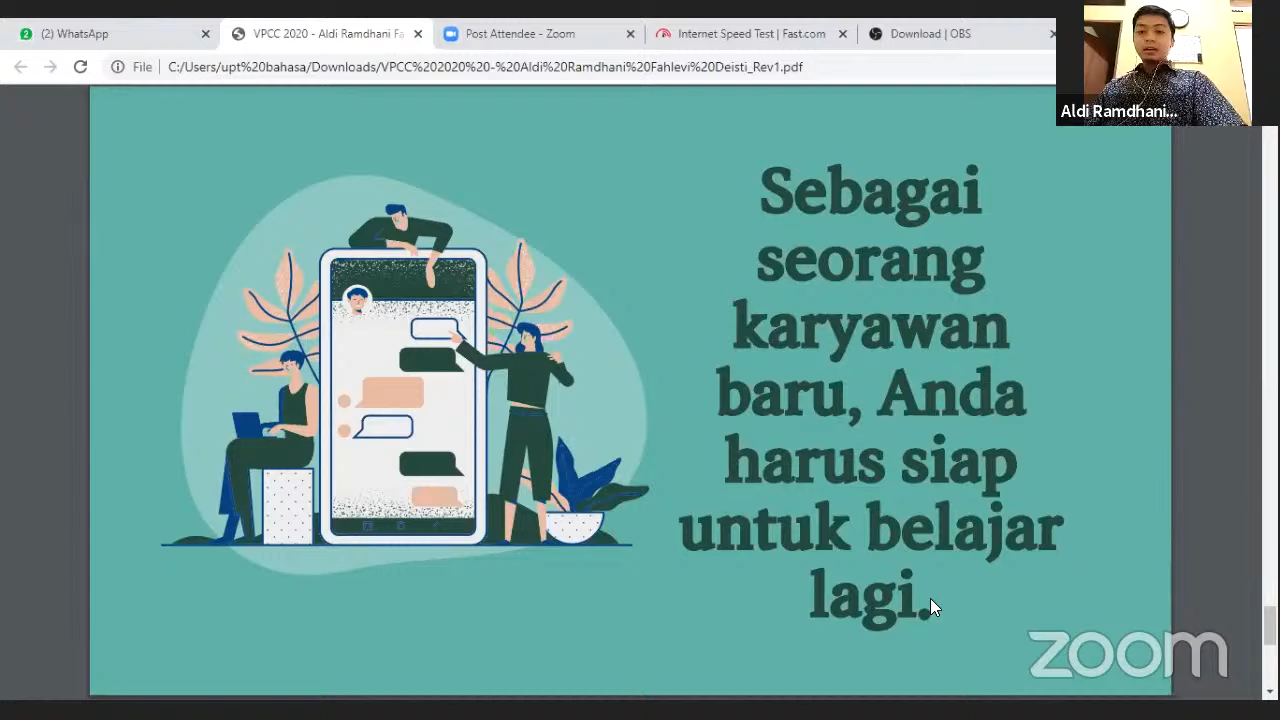 (2) WhatsApp
VPCC 2020 - Aldi Ramdhani Fa
Post Attendee - Zoom
Internet Speed Test | Fast.com
Download | OBS
File
C:/Users/upt%20bahasa/Downloads/VPCC%202020%20-%20Aldi%20Ramdhani%20Fahlevi%20Deisti_Rev1.pdf
Aldi Ramdhani...
Sebagai
seorang
karyawan
baru, Anda
harus siap
untuk belajar
lagi.
zoom